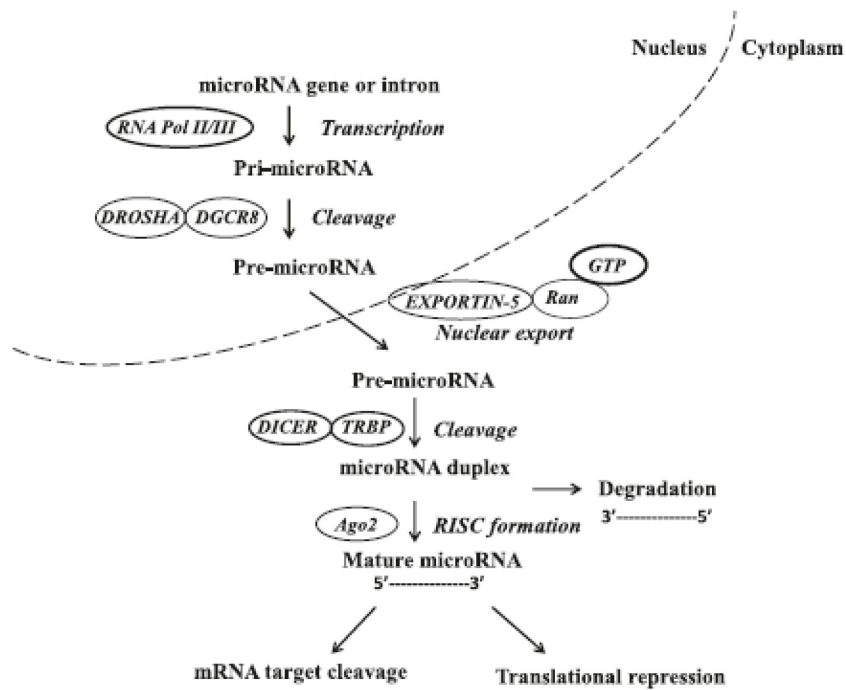 Nucleus
Cytoplasm
microRNA gene or intron
RNA Pol II/III
Transcription
Pri-microRNA
DROSHA
DGCR8
Cleavage
Pre-microRNA
GTP
EXPORTIN-5
Ran
Nuclear export
Pre-microRNA
DICER
TRBP
Cleavage
microRNA duplex
Degradation
3'---------------5'
Ago2
RISC formation
Mature microRNA
5'--------------3'
mRNA target cleavage
Translational repression